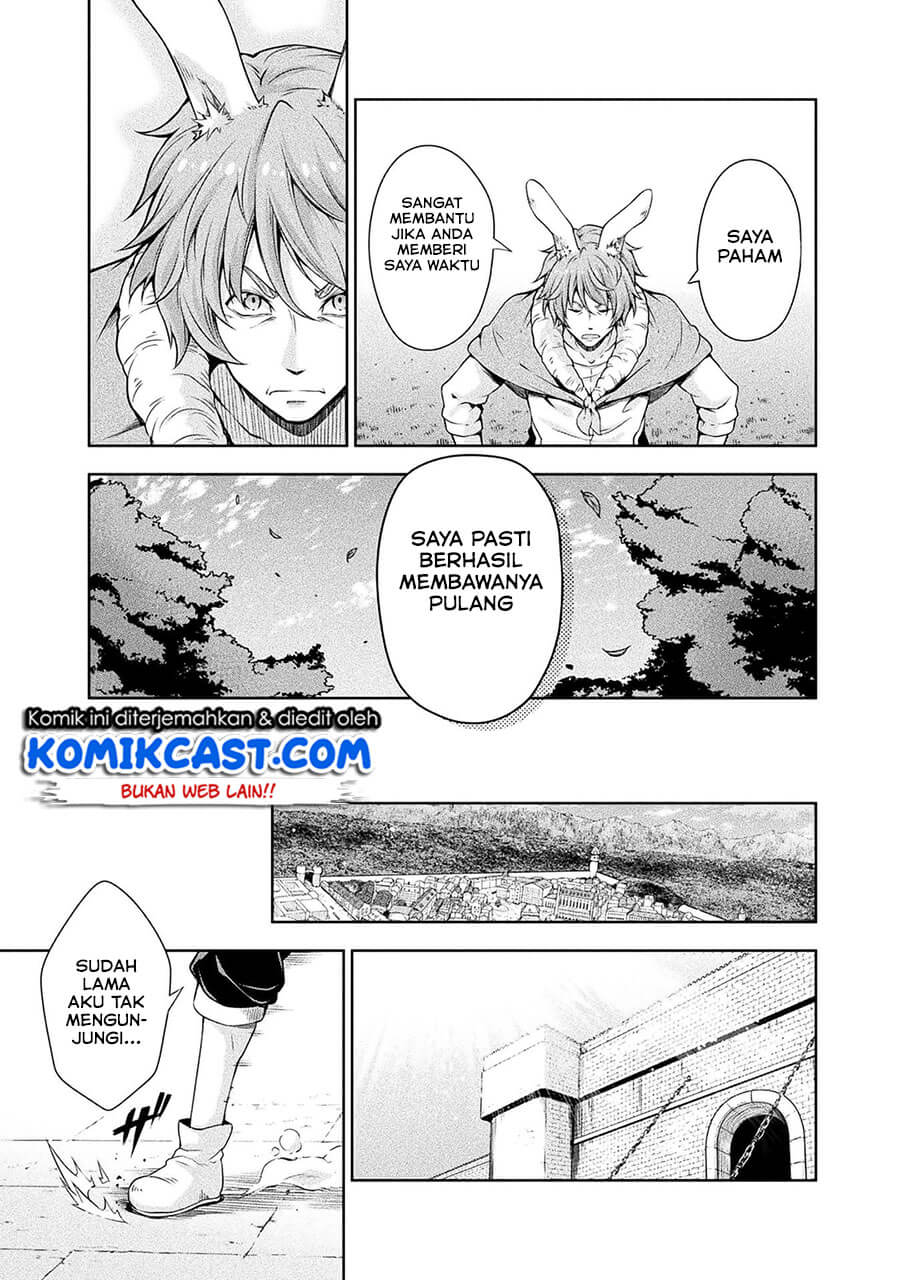 SAYA
PAHAM
SANGAT
MEMBANTU
JIKA ANDA
MEMBERI
SAYA WAKTU
SAYA PASTI
BERHASIL
MEMBAWANYA
PULANG
Komik ini diterjemahkan & diedit oleh
KOMIKCAST.COM
BUKAN WEB LAIN!!
SUDAH
LAMA
AKU TAK
MENGUN-
JUNGI...